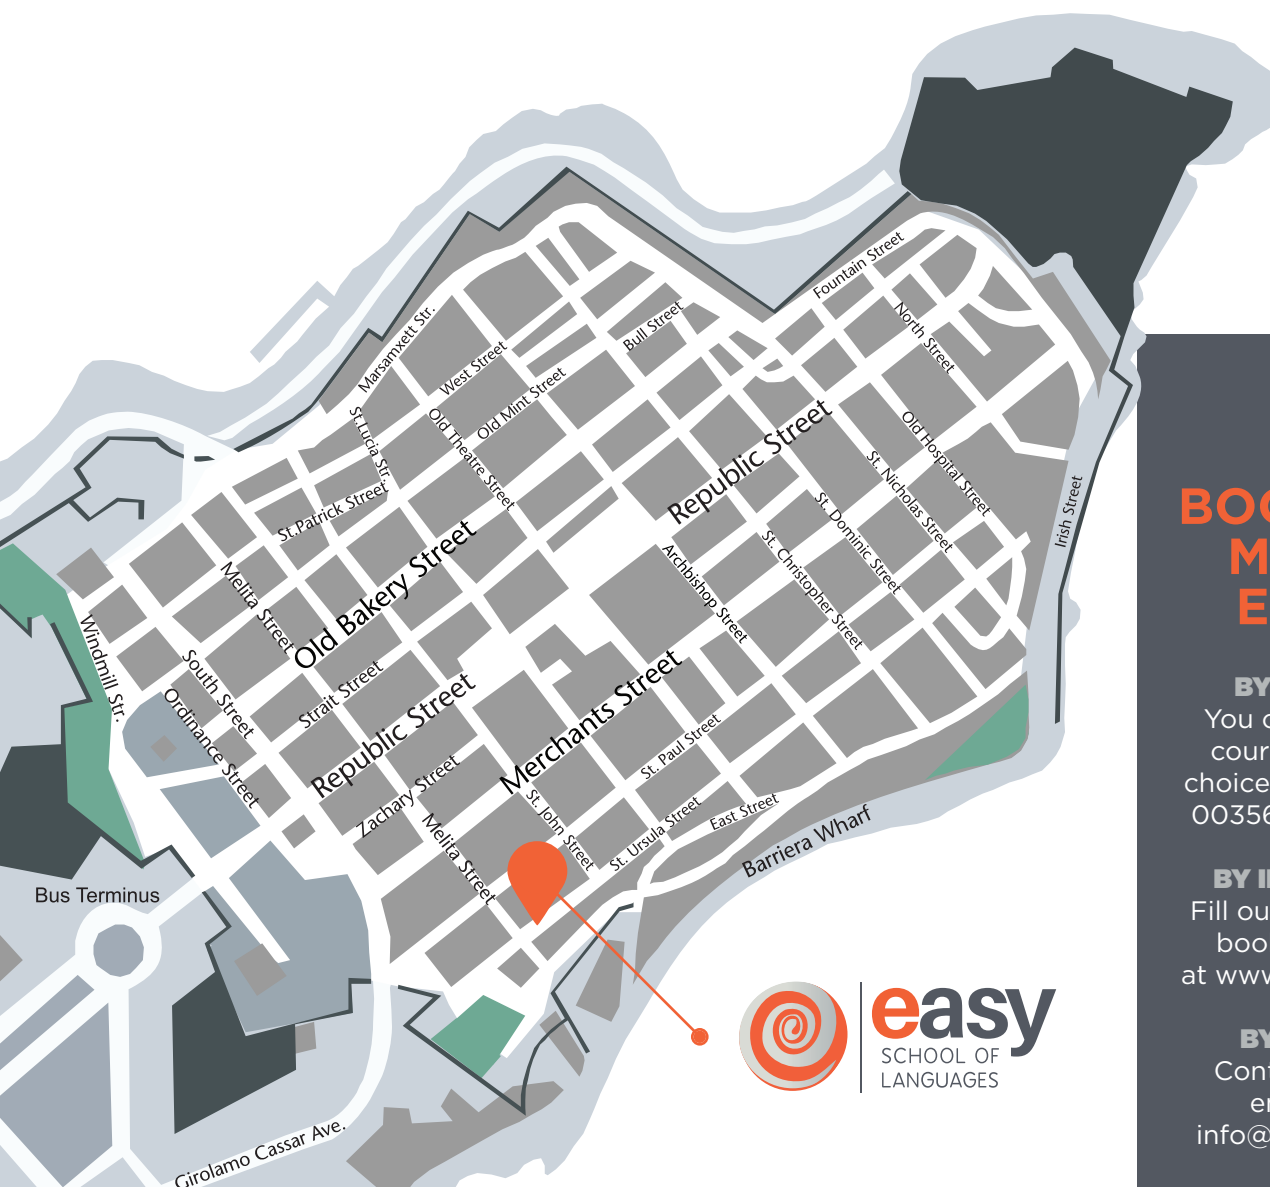 Fountain Street
North Street
Bull Street
Marsamxett Str.
West Street
Old Mint Street
St.Lucia Str.
Old Theatre Street
Republic Street
Old Hospital Street
St. Nicholas Street
Irish Street
St.Patrick Street
St. Dominic Street
St. Christopher Street
Archbishop Street
Old Bakery Street
Melita Street
Windmill Str.
South Street
Ordinance Street
Strait Street
Republic Street
Merchants Street
St. Paul Street
Zachary Street
St. John Street
Melita Street
St. Ursula Street
East Street
Barriera Wharf
Bus Terminus
Girolamo Cassar Ave.
easy
SCHOOL OF
LANGUAGES
M
E
BY
You
cour
choice
00356
Fill ou
boo
at www
BY
info@